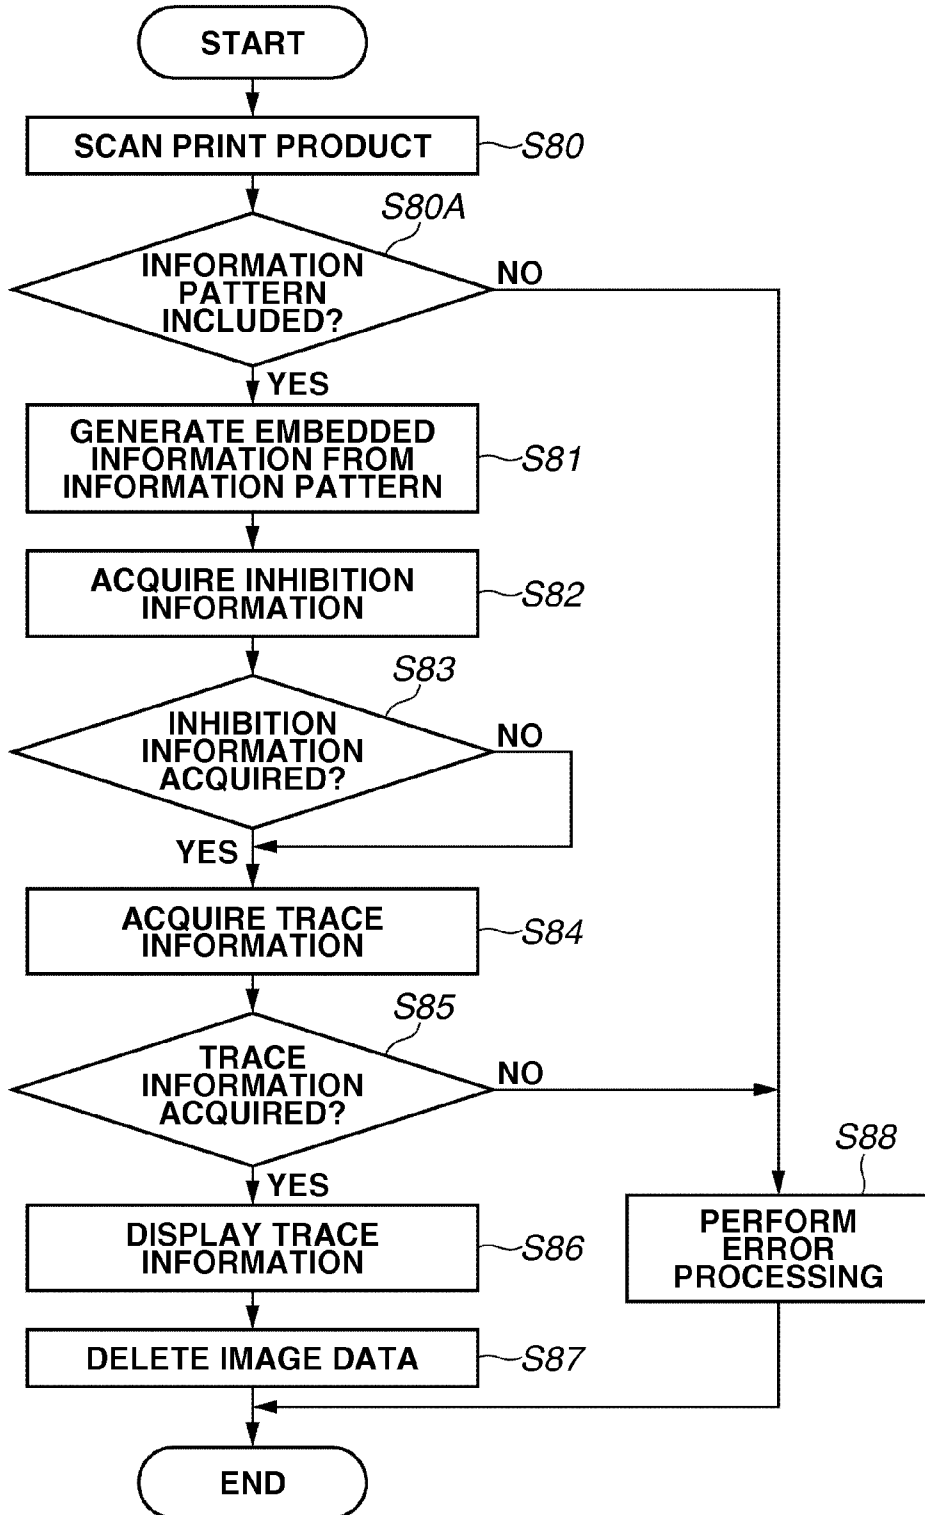 START
SCAN PRINT PRODUCT
S80
S80A
INFORMATION
PATTERN
INCLUDED?
NO
YES
GENERATE EMBEDDED
INFORMATION FROM
INFORMATION PATTERN
S81
ACQUIRE INHIBITION
INFORMATION
S82
S83
INHIBITION
INFORMATION
ACQUIRED?
NO
YES
ACQUIRE TRACE
INFORMATION
S84
S85
TRACE
INFORMATION
ACQUIRED?
NO
YES
S88
PERFORM
ERROR
PROCESSING
DISPLAY TRACE
INFORMATION
S86
DELETE IMAGE DATA
S87
END